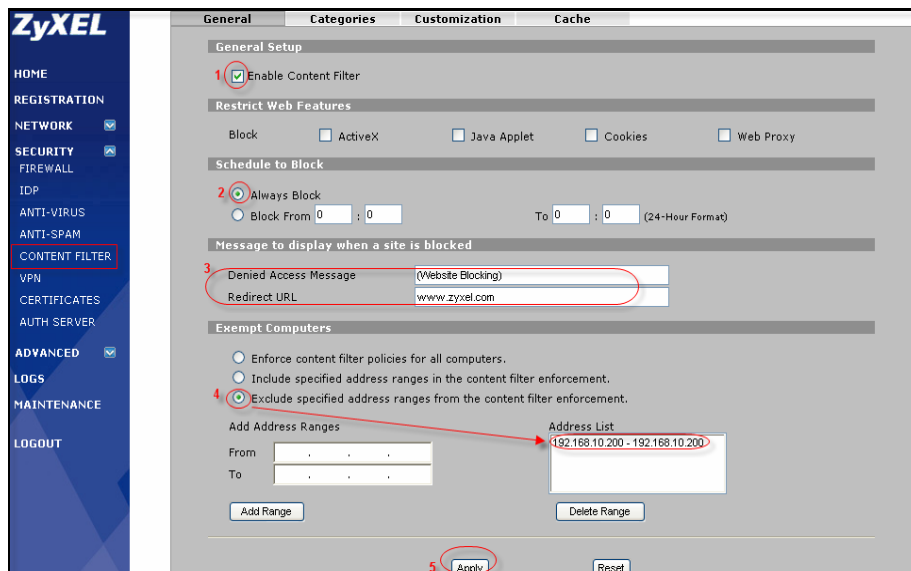 ZyXEL
General Categories Customization Cache
General Setup
1 Enable Content Filter
HOME
REGISTRATION
Restrict Web Features
NETWORK
Block ActiveX Java Applet Cookies Web Proxy
SECURITY
FIREWALL
Schedule to Block
IDP
2 Always Block
ANTI-VIRUS
Block From 0 : 0 To 0 : 0 (24-Hour Format)
ANTI-SPAM
Message to display when a site is blocked
CONTENT FILTER
3
VPN
Denied Access Message (Website Blocking)
CERTIFICATES
Redirect URL www.zyxel.com
AUTH SERVER
Exempt Computers
ADVANCED
Enforce content filter policies for all computers.
LOGS
Include specified address ranges in the content filter enforcement.
4 Exclude specified address ranges from the content filter enforcement.
MAINTENANCE
Add Address Ranges Address List
LOGOUT
192.168.10.200 - 192.168.10.200
From . . .
To . . .
Add Range Delete Range
5 Apply Reset